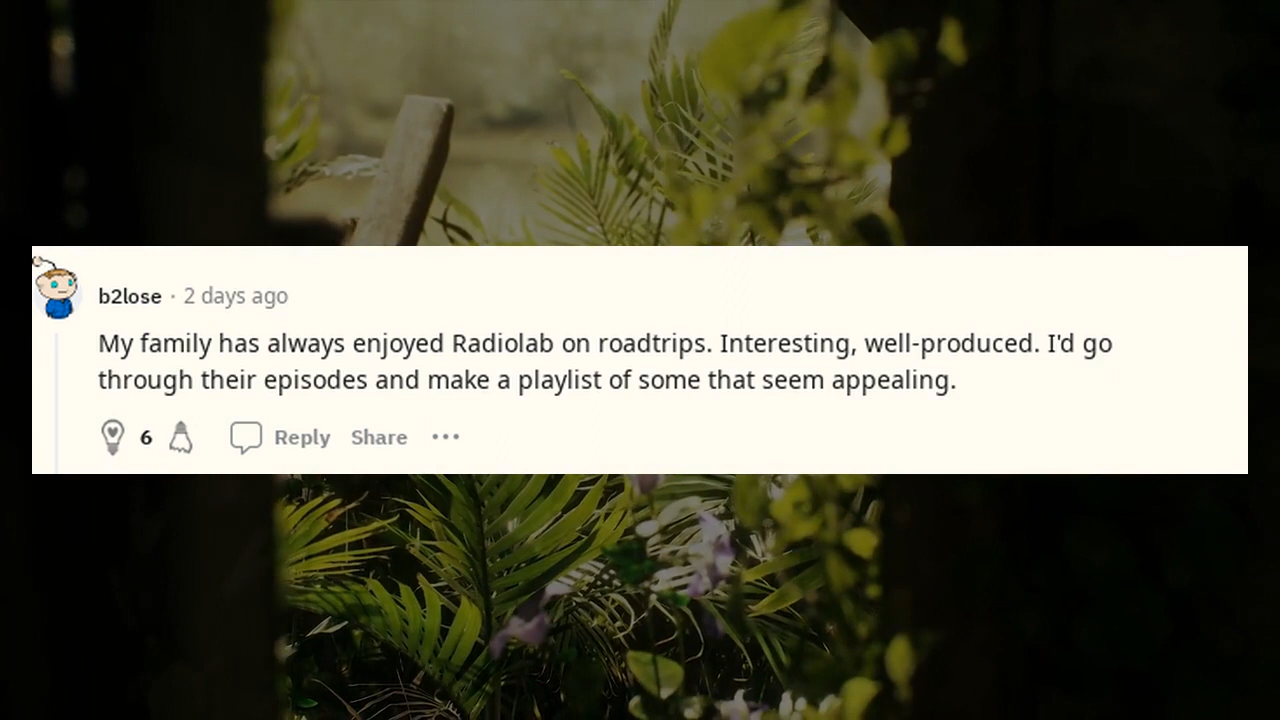 b2lose · 2 days ago
My family has always enjoyed Radiolab on roadtrips. Interesting, well-produced. I'd go
through their episodes and make a playlist of some that seem appealing.
6 Reply Share •••